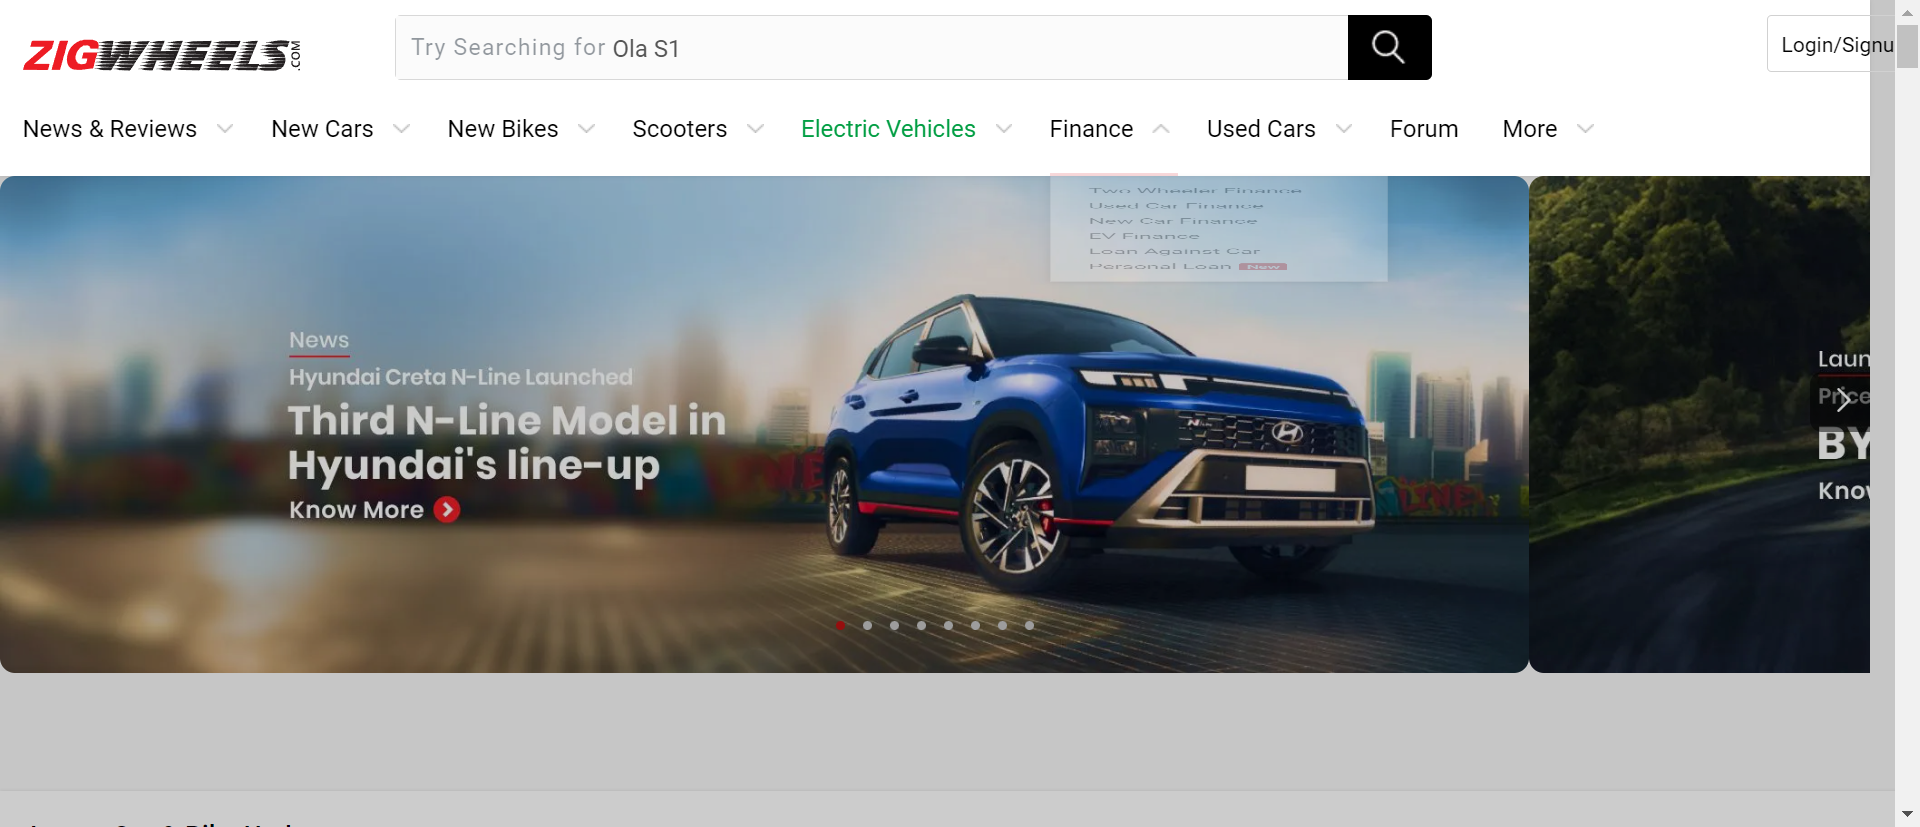 ZIGWHEELS.COM
Try Searching for Ola S1
Login/Signu
News & Reviews
New Cars
New Bikes
Scooters
Electric Vehicles
Finance
Used Cars
Forum
More
Two Wheeler Finance
Used Car Finance
New Car Finance
EV Finance
Loan Against Car
Personal Loan New
News
Hyundai Creta N-Line Launched
Third N-Line Model in
Hyundai's line-up
Know More
Laun
Price
BY
Know